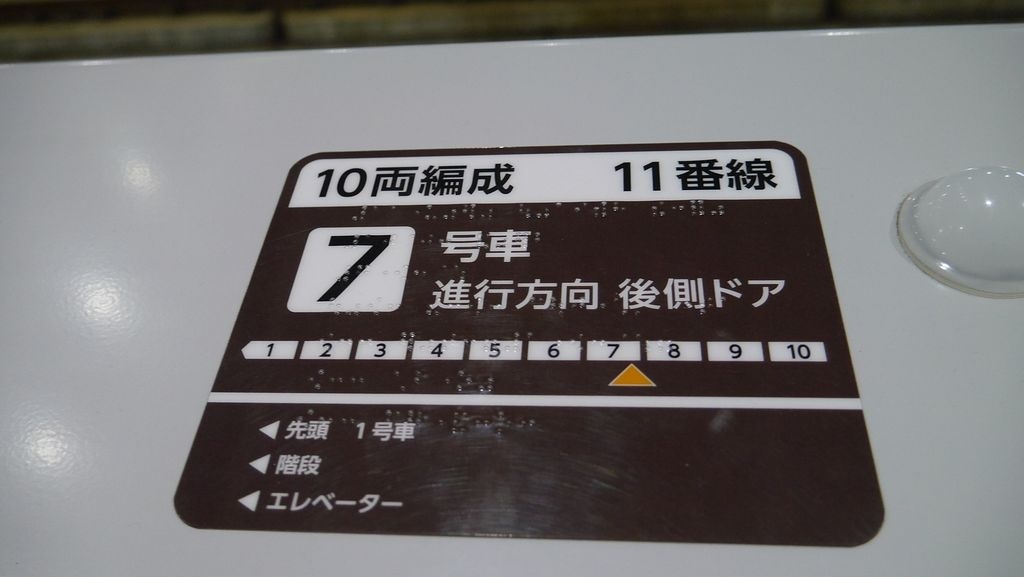 10両編成 11番線
7 号車
進行方向 後側ドア
1 2 3 4 5 6 7 8 9 10
◀先頭 1号車
◀階段
◀エレベーター